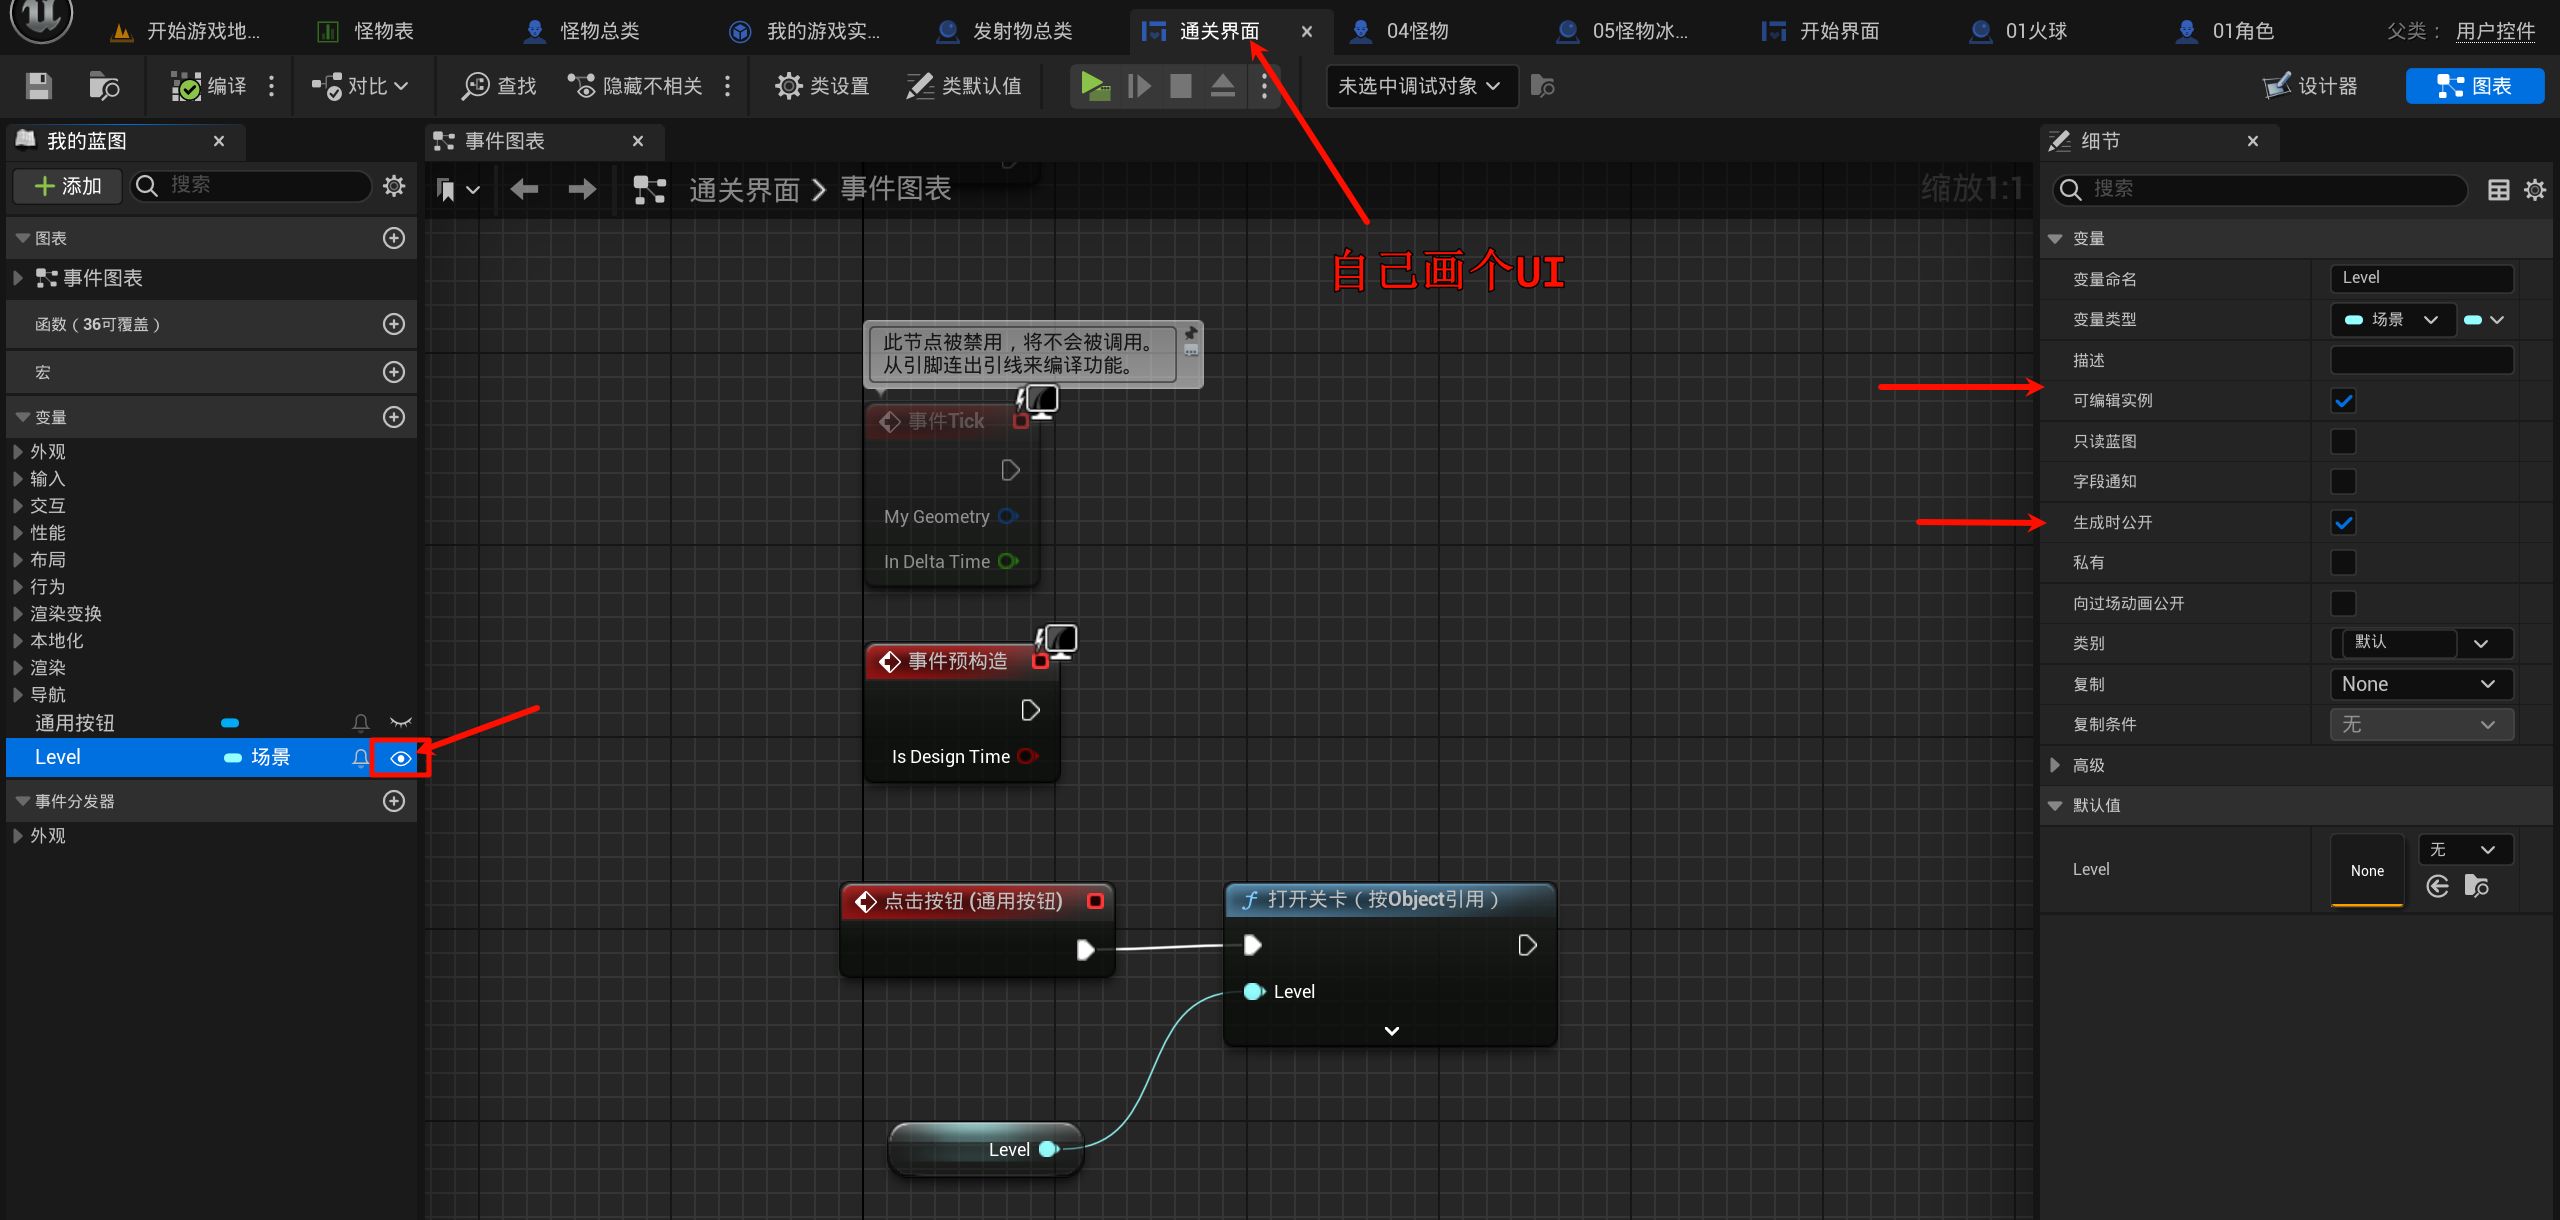 开始游戏地...
怪物表
怪物总类
我的游戏实...
发射物总类
通关界面
04怪物
05怪物冰...
开始界面
01火球
01角色
父类：
用户控件
编译
对比
查找
隐藏不相关
类设置
类默认值
未选中调试对象
设计器
图表
我的蓝图
事件图表
细节
添加
搜索
通关界面
事件图表
缩放1:1
搜索
图表
事件图表
函数（36可覆盖）
宏
变量
外观
输入
交互
性能
布局
行为
渲染变换
本地化
渲染
导航
通用按钮
Level
场景
事件分发器
外观
自己画个UI
此节点被禁用，将不会被调用。
从引脚连出引线来编译功能。
事件Tick
My Geometry
In Delta Time
事件预构造
Is Design Time
点击按钮 (通用按钮)
打开关卡（按Object引用）
Level
Level
变量
变量命名
Level
变量类型
场景
描述
可编辑实例
只读蓝图
字段通知
生成时公开
私有
向过场动画公开
类别
默认
复制
None
复制条件
无
高级
默认值
Level
None
无